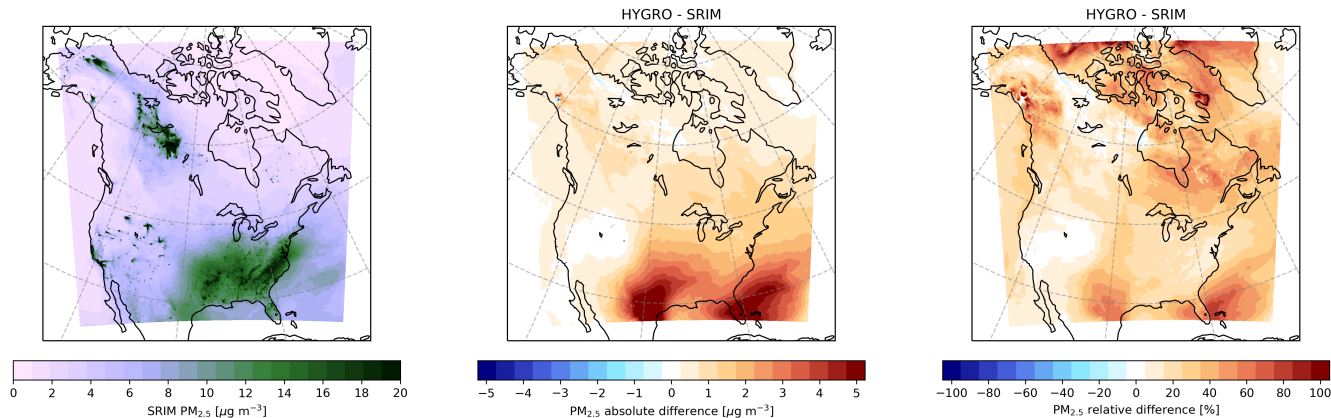 HYGRO - SRIM
HYGRO - SRIM
0 2 4 6 8 10 12 14 16 18 20
SRIM PM2.5 [μg m−3]
−5 −4 −3 −2 −1 0 1 2 3 4 5
PM2.5 absolute difference [μg m−3]
−100 −80 −60 −40 −20 0 20 40 60 80 100
PM2.5 relative difference [%]